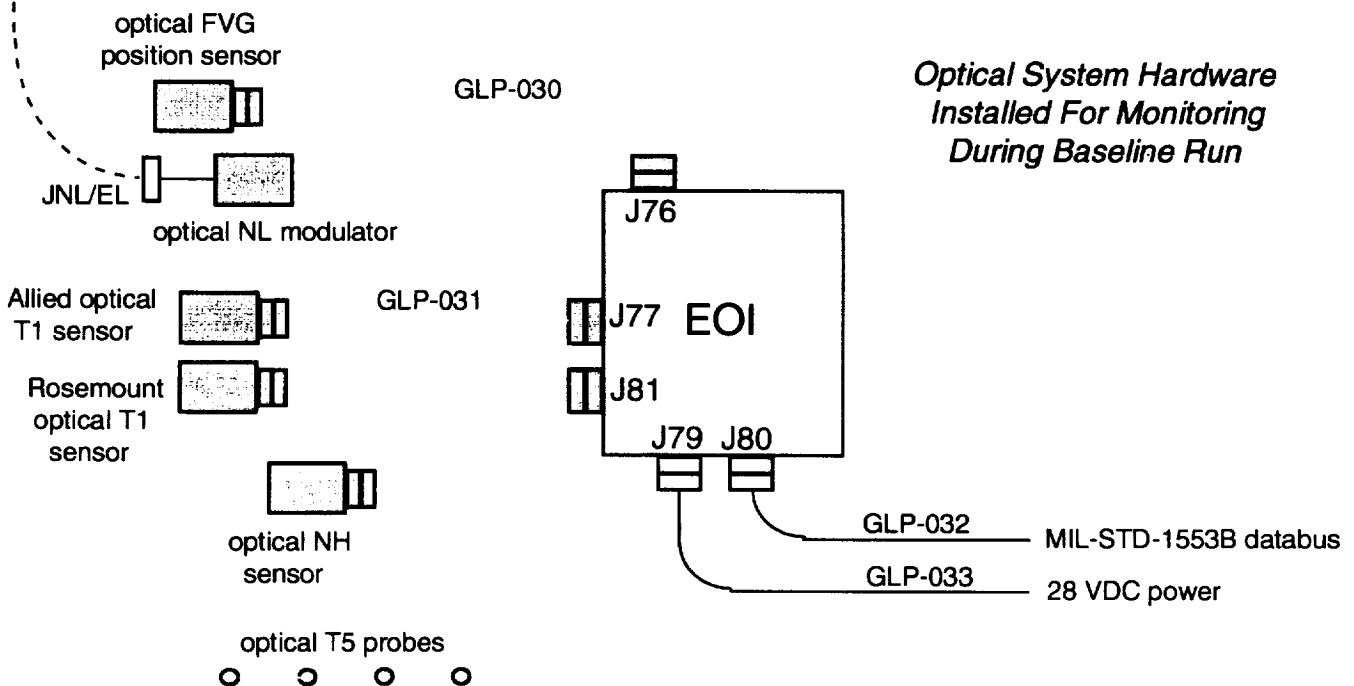 optical FVG
position sensor
GLP-030
Optical System Hardware
Installed For Monitoring
During Baseline Run
JNL/EL
optical NL modulator
J76
Allied optical
T1 sensor
GLP-031
J77
EOI
Rosemount
optical T1
sensor
J81
J79
J80
optical NH
sensor
GLP-032
MIL-STD-1553B databus
GLP-033
28 VDC power
optical T5 probes